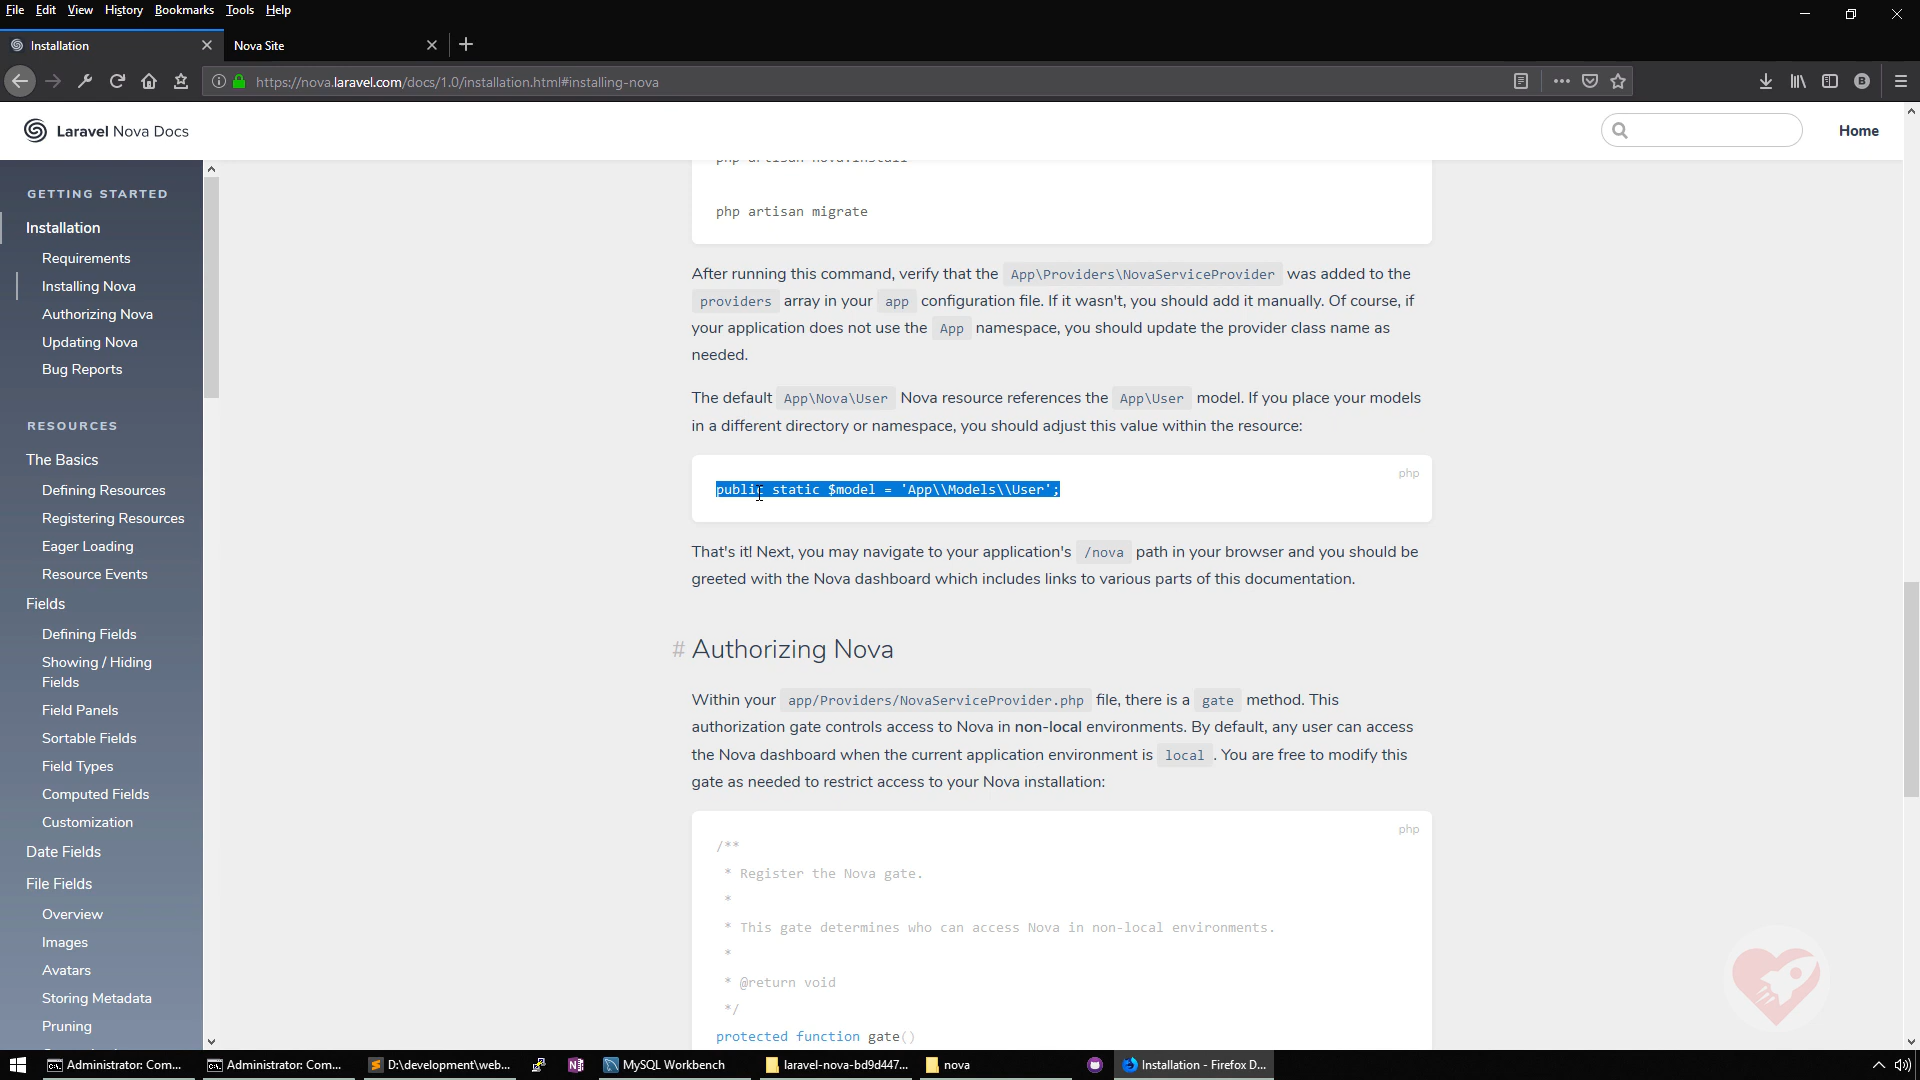 File Edit View History Bookmarks Tools Help
Installation
Nova Site
https://nova.laravel.com/docs/1.0/installation.html#installing-nova
Laravel Nova Docs
Home
GETTING STARTED
Installation
Requirements
Installing Nova
Authorizing Nova
Updating Nova
Bug Reports
RESOURCES
The Basics
Defining Resources
Registering Resources
Eager Loading
Resource Events
Fields
Defining Fields
Showing / Hiding
Fields
Field Panels
Sortable Fields
Field Types
Computed Fields
Customization
Date Fields
File Fields
Overview
Images
Avatars
Storing Metadata
Pruning
php artisan nova:install
php artisan migrate
After running this command, verify that the App\Providers\NovaServiceProvider was added to the
providers array in your app configuration file. If it wasn't, you should add it manually. Of course, if
your application does not use the App namespace, you should update the provider class name as
needed.
The default App\Nova\User Nova resource references the App\User model. If you place your models
in a different directory or namespace, you should adjust this value within the resource:
php
public static $model = 'App\\Models\\User';
That's it! Next, you may navigate to your application's /nova path in your browser and you should be
greeted with the Nova dashboard which includes links to various parts of this documentation.
# Authorizing Nova
Within your app/Providers/NovaServiceProvider.php file, there is a gate method. This
authorization gate controls access to Nova in non-local environments. By default, any user can access
the Nova dashboard when the current application environment is local . You are free to modify this
gate as needed to restrict access to your Nova installation:
php
/**
* Register the Nova gate.
*
* This gate determines who can access Nova in non-local environments.
*
* @return void
*/
protected function gate()
Administrator: Com...
Administrator: Com...
D:\development\web...
MySQL Workbench
laravel-nova-bd9d447...
nova
Installation - Firefox D...